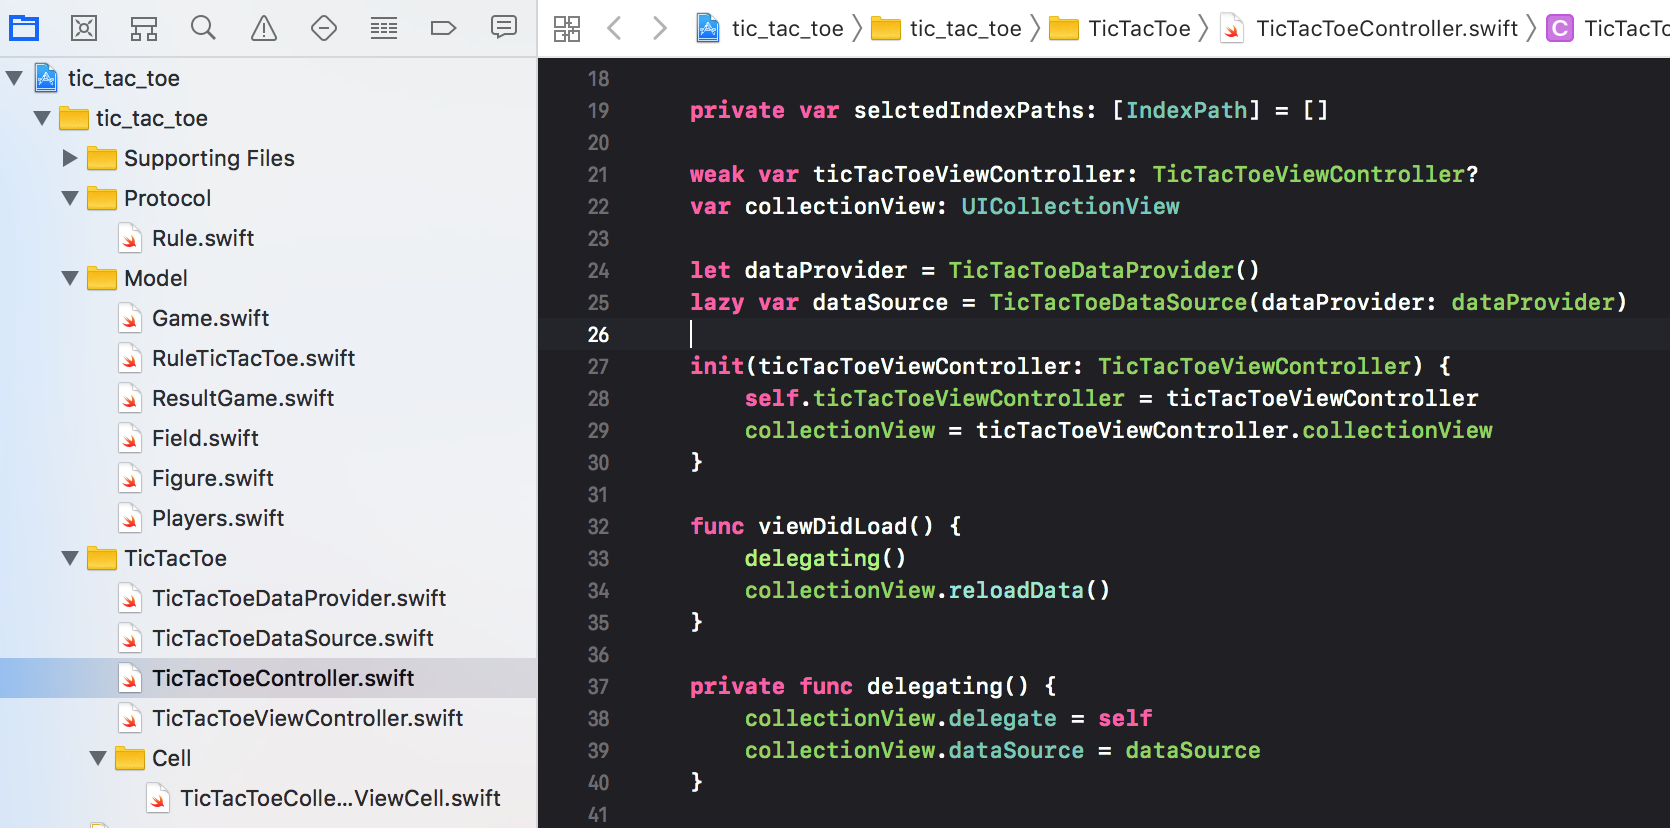 tic_tac_toe
tic_tac_toe
Supporting Files
Protocol
Rule.swift
Model
Game.swift
RuleTicTacToe.swift
ResultGame.swift
Field.swift
Figure.swift
Players.swift
TicTacToe
TicTacToeDataProvider.swift
TicTacToeDataSource.swift
TicTacToeController.swift
TicTacToeViewController.swift
Cell
TicTacToeColle...ViewCell.swift
tic_tac_toe tic_tac_toe TicTacToe TicTacToeController.swift C TicTacTo
18
19 private var selctedIndexPaths: [IndexPath] = []
20
21 weak var ticTacToeViewController: TicTacToeViewController?
22 var collectionView: UICollectionView
23
24 let dataProvider = TicTacToeDataProvider()
25 lazy var dataSource = TicTacToeDataSource(dataProvider: dataProvider)
26
27 init(ticTacToeViewController: TicTacToeViewController) {
28 self.ticTacToeViewController = ticTacToeViewController
29 collectionView = ticTacToeViewController.collectionView
30 }
31
32 func viewDidLoad() {
33 delegating()
34 collectionView.reloadData()
35 }
36
37 private func delegating() {
38 collectionView.delegate = self
39 collectionView.dataSource = dataSource
40 }
41